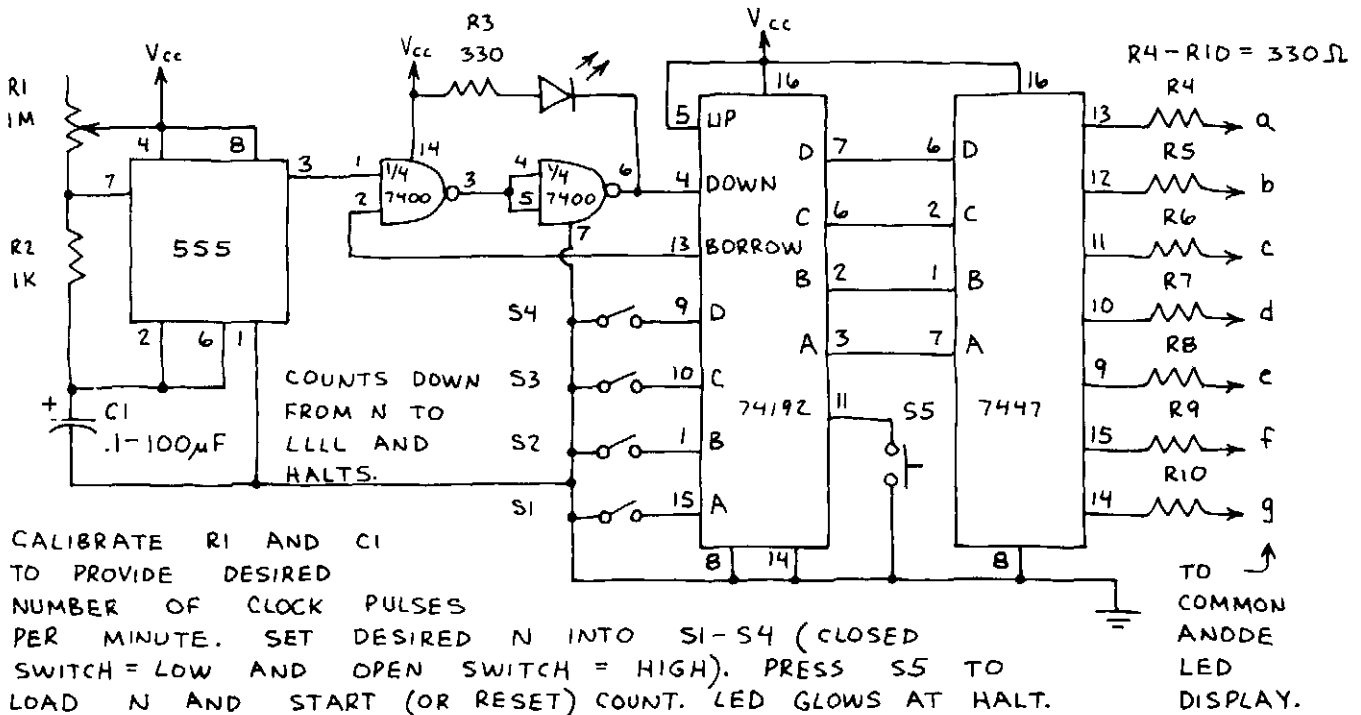 Vcc
R3
330
Vcc
Vcc
R4-R10 = 330Ω
R1
1M
4
8
3
7
555
R2
1K
2
6
1
+
C1
.1-100µF
14
1
1/4
7400
2
3
4
1/4
5
7400
6
7
16
5
UP
4
DOWN
13
BORROW
S4
9
D
S3
10
C
S2
1
B
S1
15
A
D
7
C
6
B
2
A
3
11
74192
S5
8
14
16
6
D
2
C
1
B
7
A
7447
8
13
R4
a
12
R5
b
11
R6
c
10
R7
d
9
R8
e
15
R9
f
14
R10
g
COUNTS DOWN
FROM N TO
LLLL AND
HALTS.
CALIBRATE R1 AND C1
TO PROVIDE DESIRED
NUMBER OF CLOCK PULSES
PER MINUTE. SET DESIRED N INTO S1-S4 (CLOSED
SWITCH = LOW AND OPEN SWITCH = HIGH). PRESS S5 TO
LOAD N AND START (OR RESET) COUNT. LED GLOWS AT HALT.
TO
COMMON
ANODE
LED
DISPLAY.